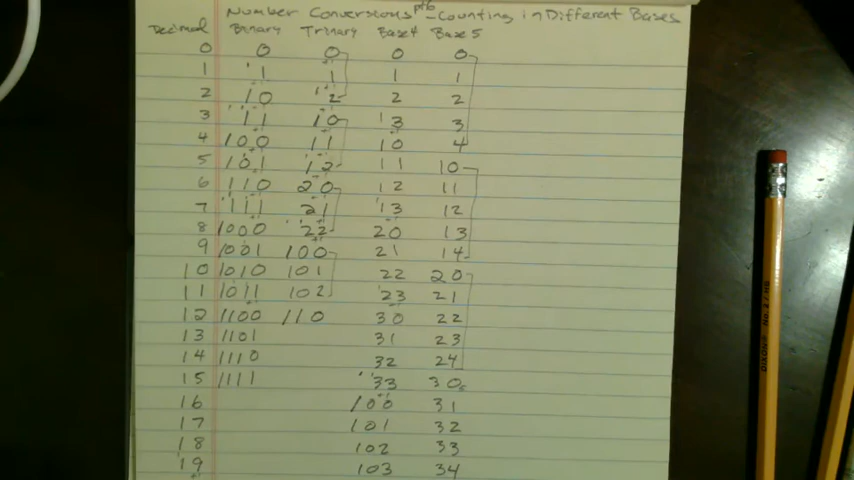 Number Conversions pt6 - Counting in Different Bases
Decimal Binary Trinary Base4 Base5
0 0 0 0 0
1 1 1 1 1
2 10 2 2 2
3 11 10 13 3
4 100 11 10 4
5 101 12 11 10
6 110 20 12 11
7 111 21 13 12
8 1000 22 20 13
9 1001 100 21 14
10 1010 101 22 20
11 1011 102 23 21
12 1100 110 30 22
13 1101 31 23
14 1110 32 24
15 1111 33 30
16 100 31
17 101 32
18 102 33
19 103 34